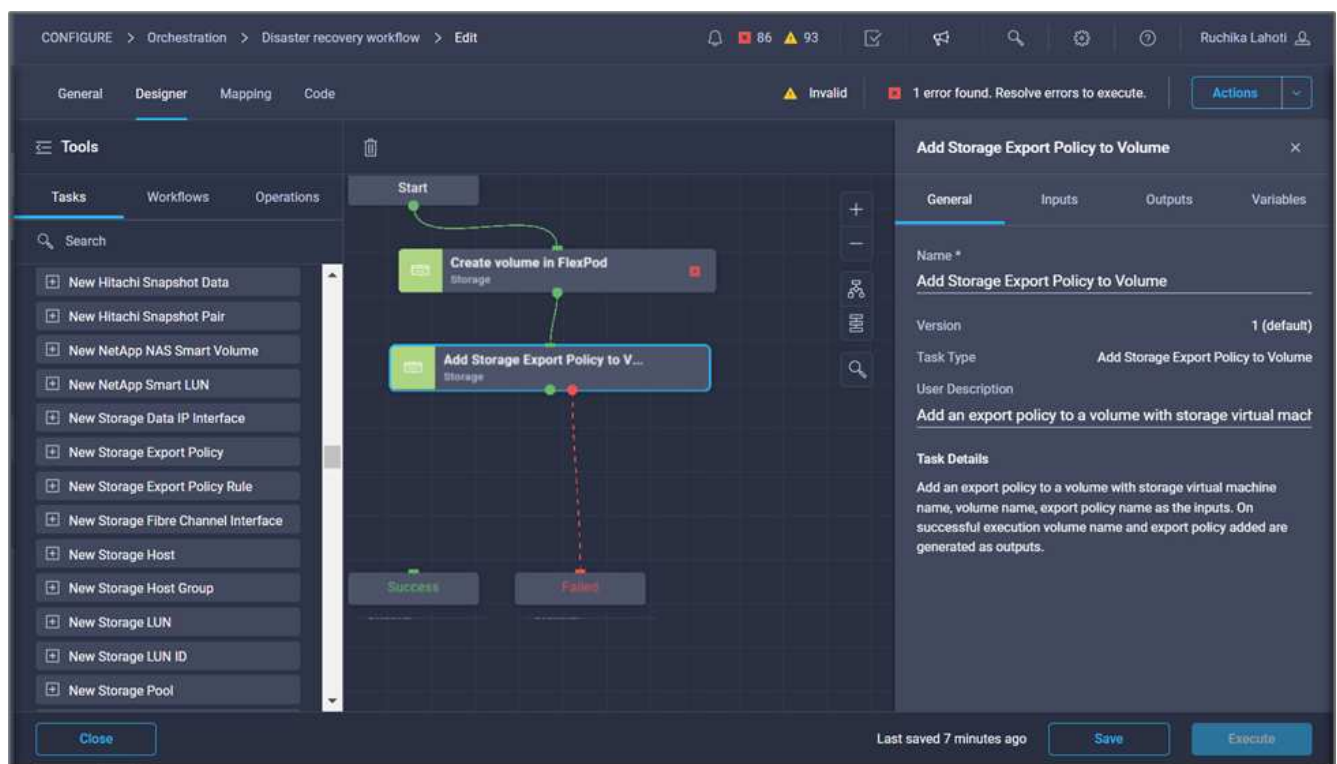 CONFIGURE > Orchestration > Disaster recovery workflow > Edit
86 93
Ruchika Lahoti
General Designer Mapping Code
Invalid
1 error found. Resolve errors to execute.
Actions
Tools
Tasks Workflows Operations
Search
New Hitachi Snapshot Data
New Hitachi Snapshot Pair
New NetApp NAS Smart Volume
New NetApp Smart LUN
New Storage Data IP Interface
New Storage Export Policy
New Storage Export Policy Rule
New Storage Fibre Channel Interface
New Storage Host
New Storage Host Group
New Storage LUN
New Storage LUN ID
New Storage Pool
Start
Create volume in FlexPod
Storage
Add Storage Export Policy to V...
Storage
Success
Failed
Add Storage Export Policy to Volume
General Inputs Outputs Variables
Name *
Add Storage Export Policy to Volume
Version 1 (default)
Task Type Add Storage Export Policy to Volume
User Description
Add an export policy to a volume with storage virtual mach
Task Details
Add an export policy to a volume with storage virtual machine
name, volume name, export policy name as the inputs. On
successful execution volume name and export policy added are
generated as outputs.
Close
Last saved 7 minutes ago
Save
Execute